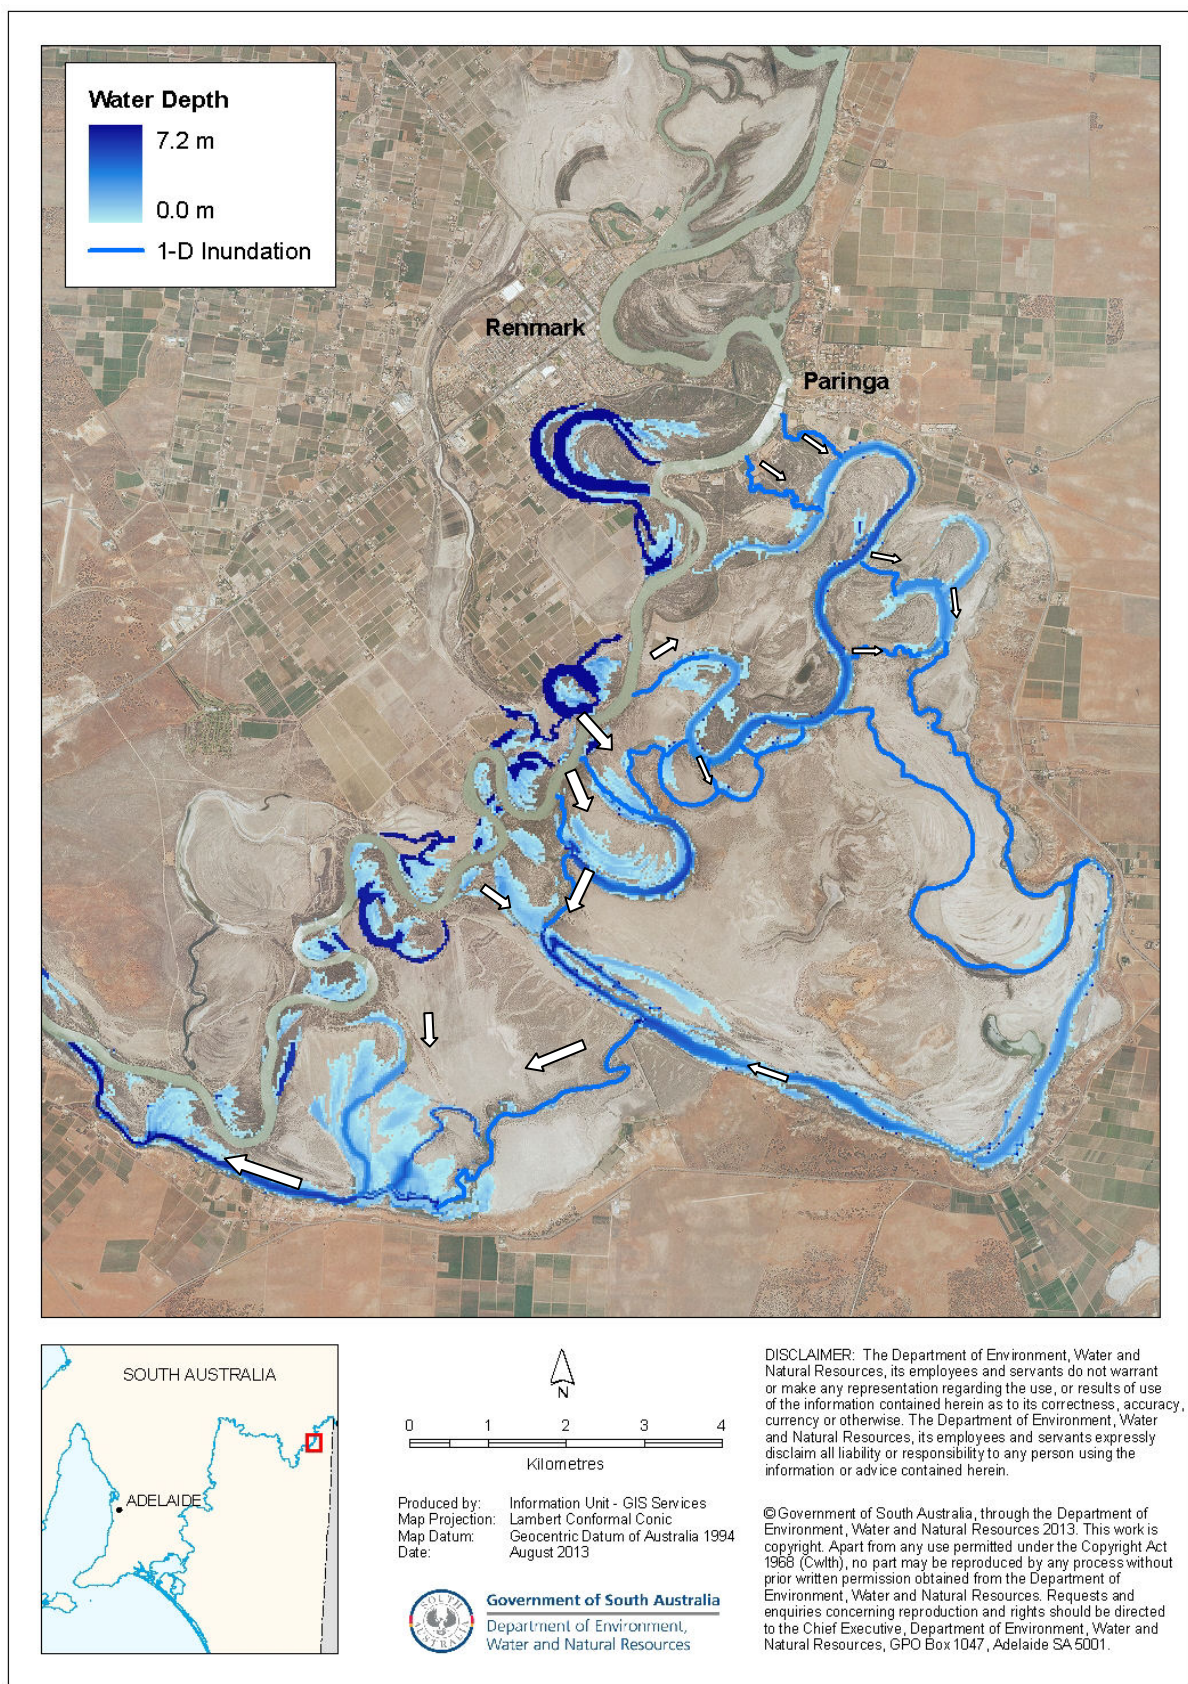 Water Depth
7.2 m
0.0 m
1-D Inundation
Renmark
Paringa
SOUTH AUSTRALIA
ADELAIDE
N
0 1 2 3 4
Kilometres
Produced by: Information Unit - GIS Services
Map Projection: Lambert Conformal Conic
Map Datum: Geocentric Datum of Australia 1994
Date: August 2013
SOUTH
AUSTRALIA
Government of South Australia
Department of Environment,
Water and Natural Resources
DISCLAIMER: The Department of Environment, Water and
Natural Resources, its employees and servants do not warrant
or make any representation regarding the use, or results of use
of the information contained herein as to its correctness, accuracy,
currency or otherwise. The Department of Environment, Water
and Natural Resources, its employees and servants expressly
disclaim all liability or responsibility to any person using the
information or advice contained herein.
© Government of South Australia, through the Department of
Environment, Water and Natural Resources 2013. This work is
copyright. Apart from any use permitted under the Copyright Act
1968 (Cwlth), no part may be reproduced by any process without
prior written permission obtained from the Department of
Environment, Water and Natural Resources. Requests and
enquiries concerning reproduction and rights should be directed
to the Chief Executive, Department of Environment, Water and
Natural Resources, GPO Box 1047, Adelaide SA 5001.